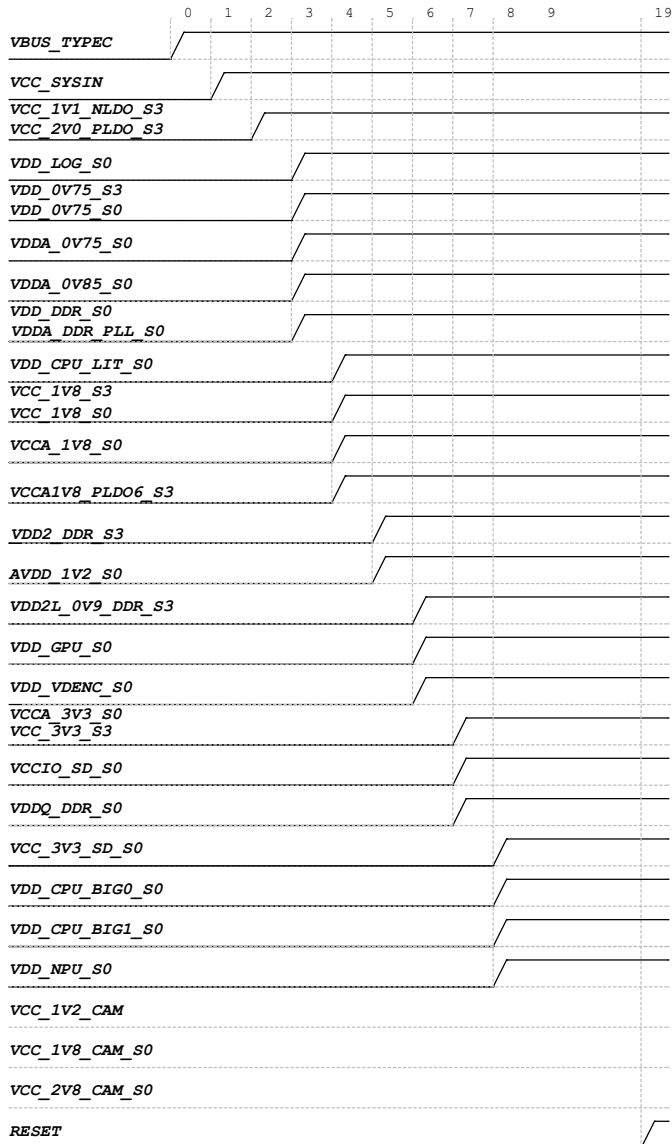 0 1 2 3 4 5 6 7 8 9 19
VBUS_TYPEC
VCC_SYSIN
VCC_1V1_NLDO_S3
VCC_2V0_PLDO_S3
VDD_LOG_S0
VDD_0V75_S3
VDD_0V75_S0
VDDA_0V75_S0
VDDA_0V85_S0
VDD_DDR_S0
VDDA_DDR_PLL_S0
VDD_CPU_LIT_S0
VCC_1V8_S3
VCC_1V8_S0
VCCA_1V8_S0
VCCA1V8_PLDO6_S3
VDD2_DDR_S3
AVDD_1V2_S0
VDD2L_0V9_DDR_S3
VDD_GPU_S0
VDD_VDENC_S0
VCCA_3V3_S0
VCC_3V3_S3
VCCIO_SD_S0
VDDQ_DDR_S0
VCC_3V3_SD_S0
VDD_CPU_BIG0_S0
VDD_CPU_BIG1_S0
VDD_NPU_S0
VCC_1V2_CAM
VCC_1V8_CAM_S0
VCC_2V8_CAM_S0
RESET